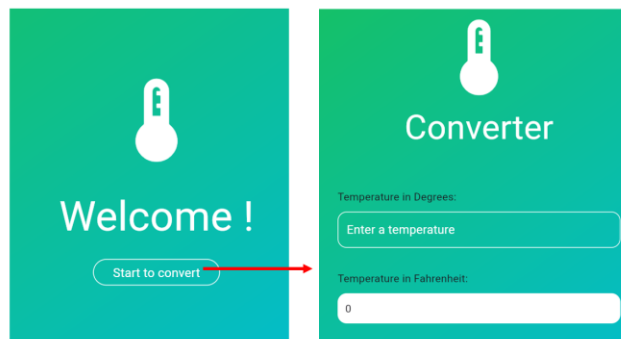 Welcome !
Start to convert
Converter
Temperature in Degrees:
Enter a temperature
Temperature in Fahrenheit:
0